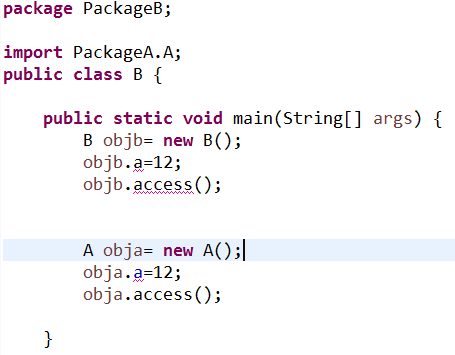 package PackageB;
import PackageA.A;
public class B {
public static void main(String[] args) {
B objb= new B();
objb.a=12;
objb.access();
A obja= new A();
obja.a=12;
obja.access();
}